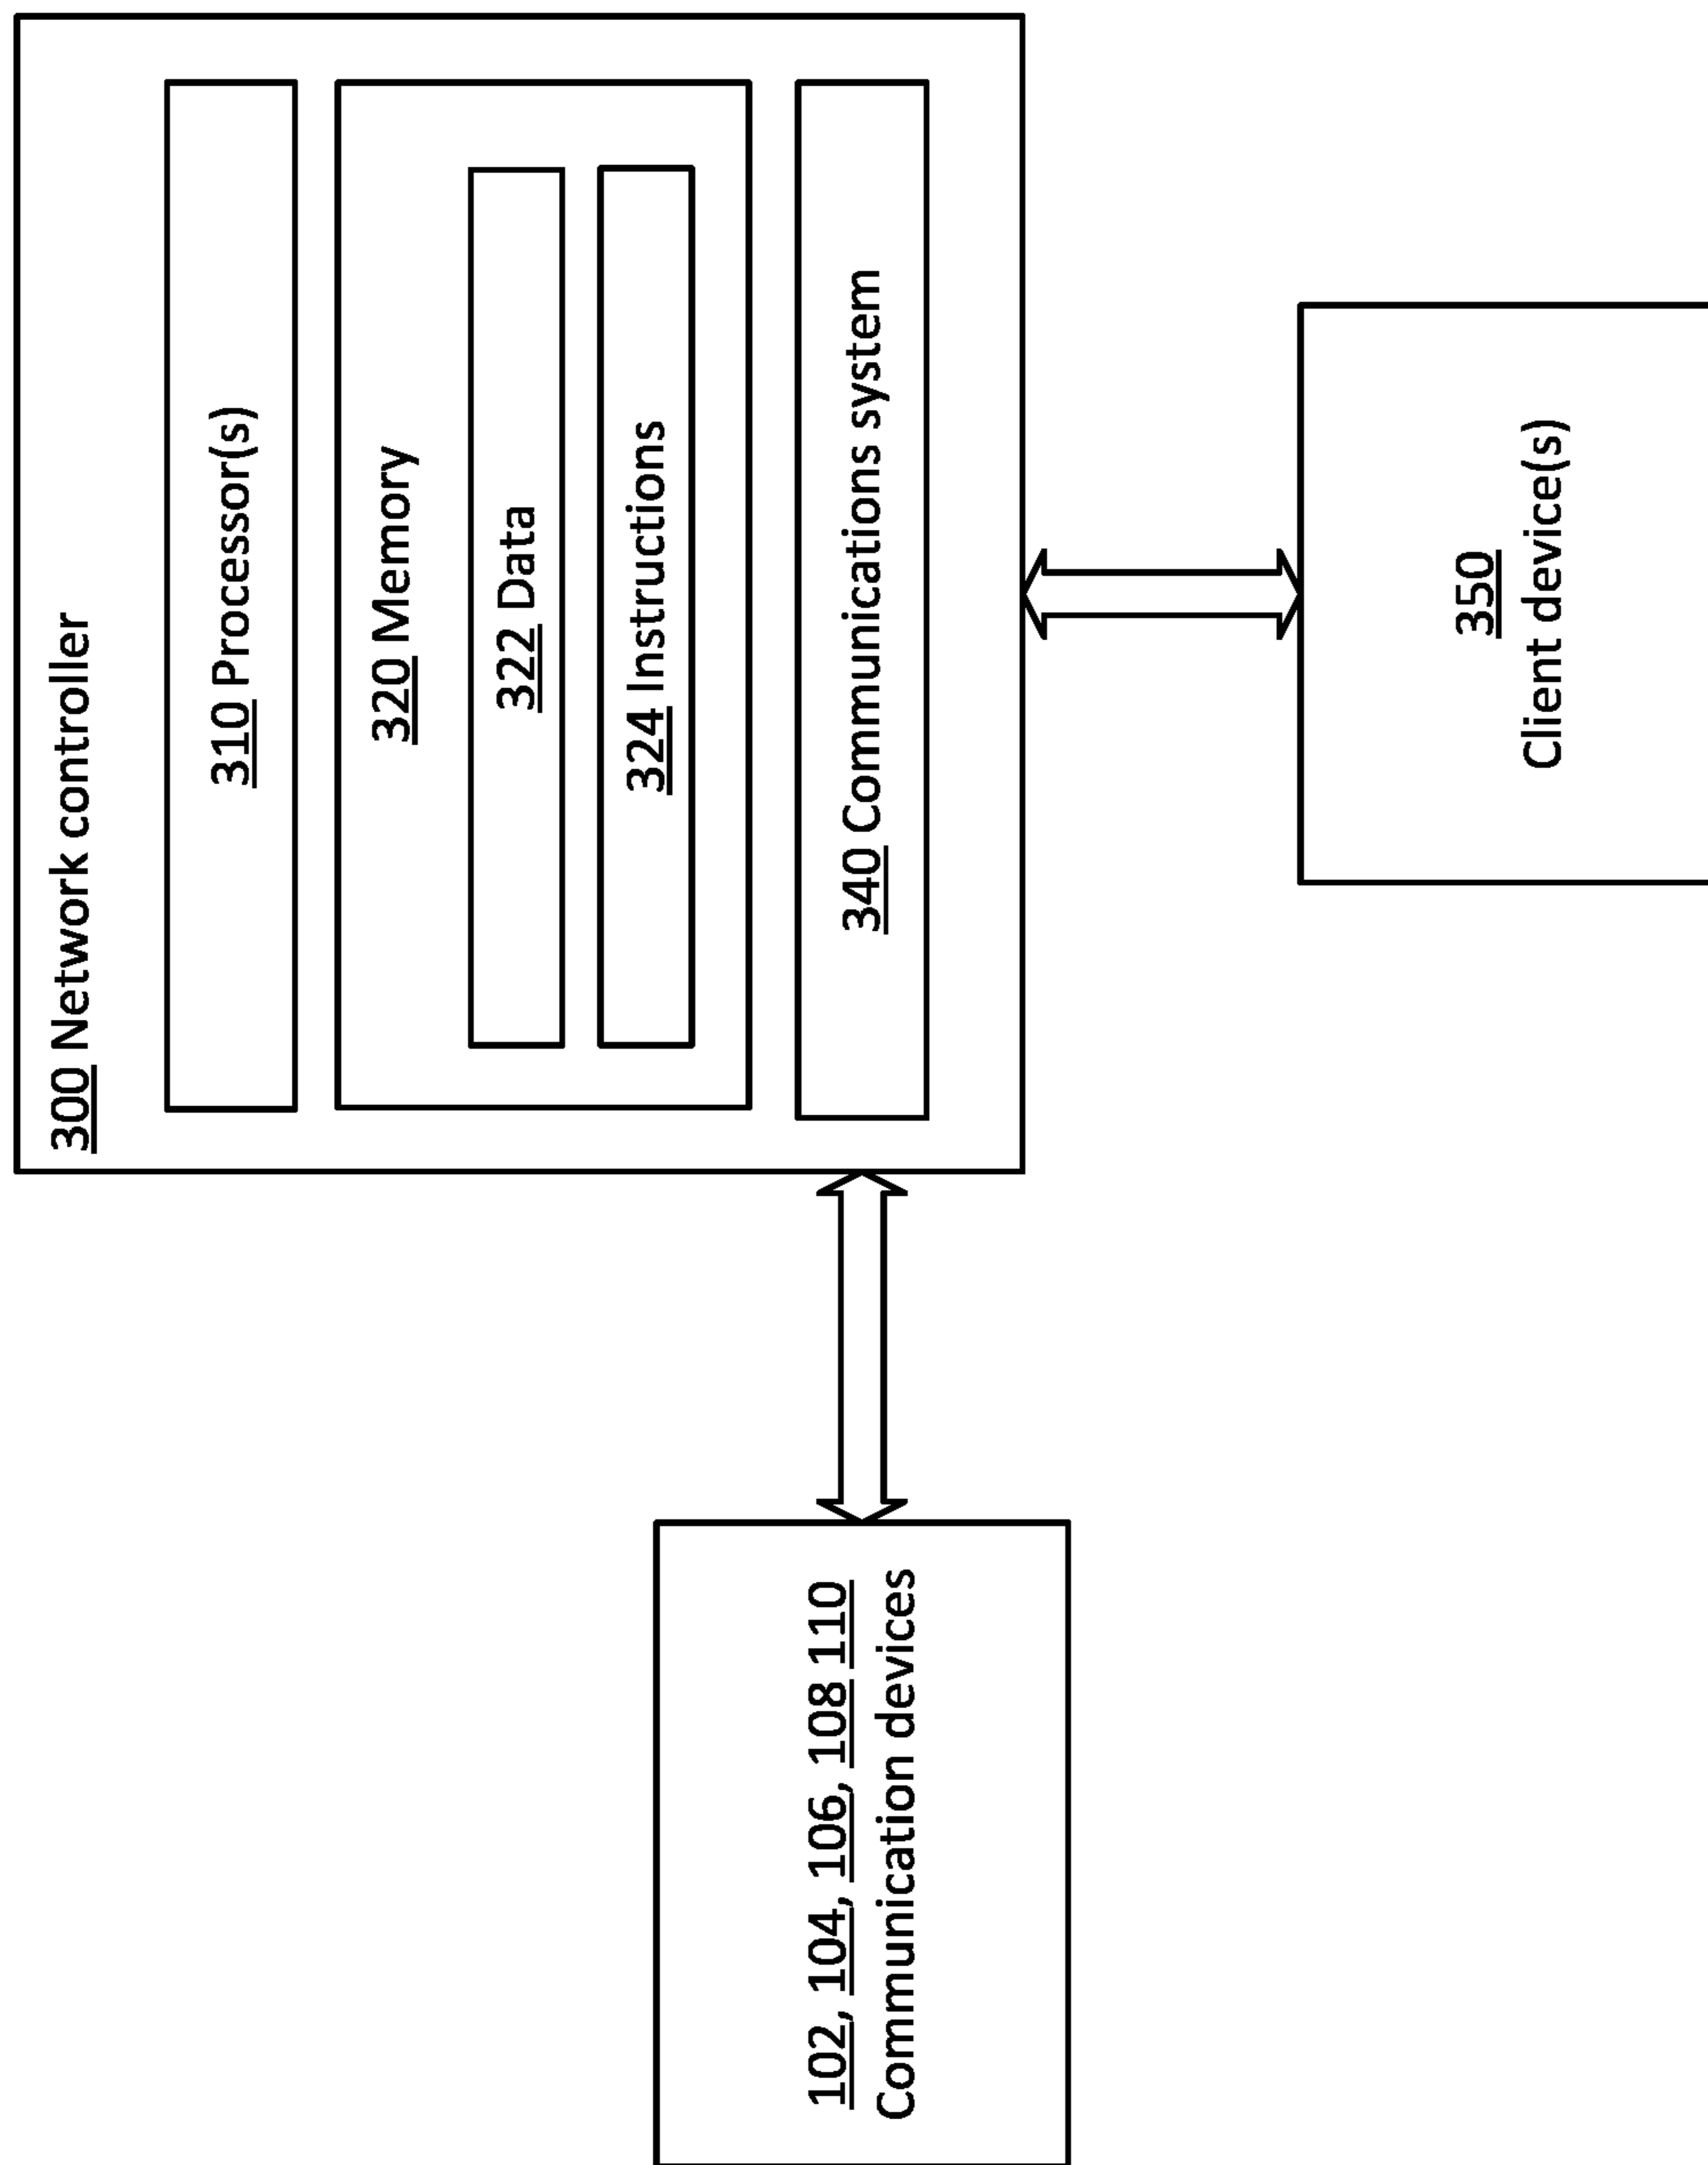 300 Network controller
310 Processor(s)
320 Memory
322 Data
324 Instructions
340 Communications system
102, 104, 106, 108 110
Communication devices
350
Client device(s)